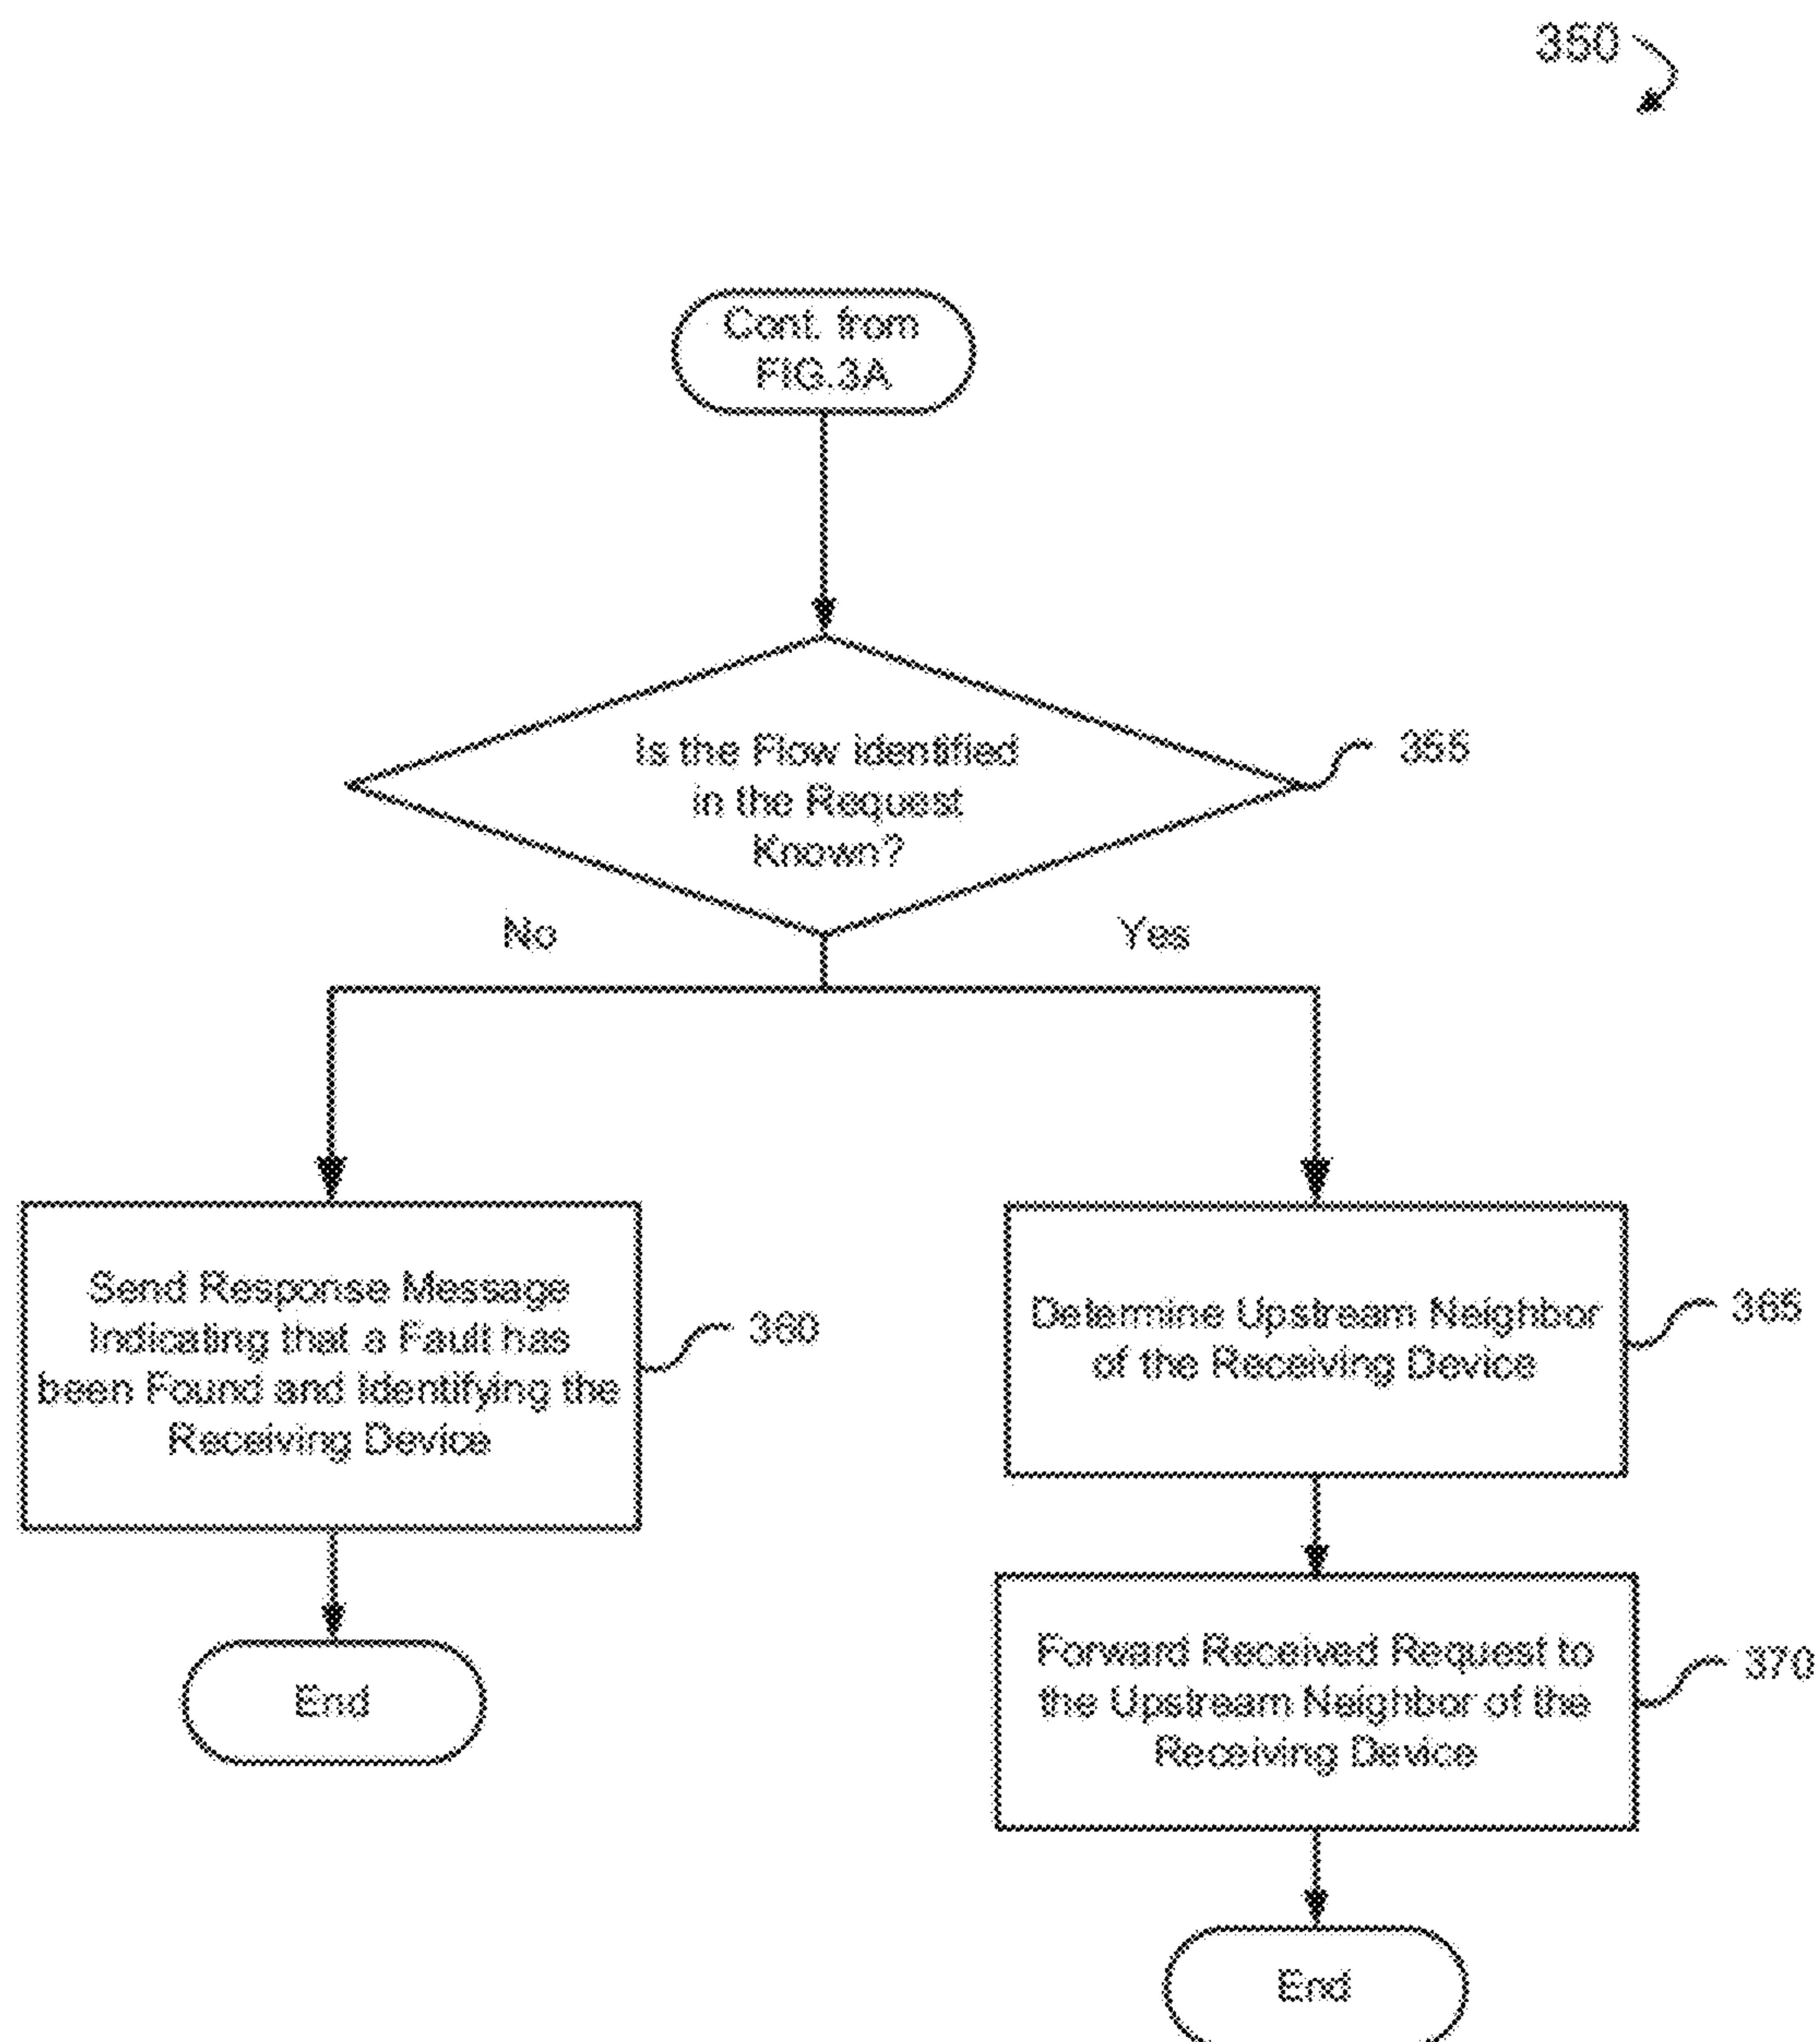 350
Cont. from
FIG.3A
Is the Flow identified
in the Request
Known?
355
No
Yes
Send Response Message
Indicating that a Fault has
been Found and Identifying the
Receiving Device
360
Determine Upstream Neighbor
of the Receiving Device
365
End
Forward Received Request to
the Upstream Neighbor of the
Receiving Device
370
End